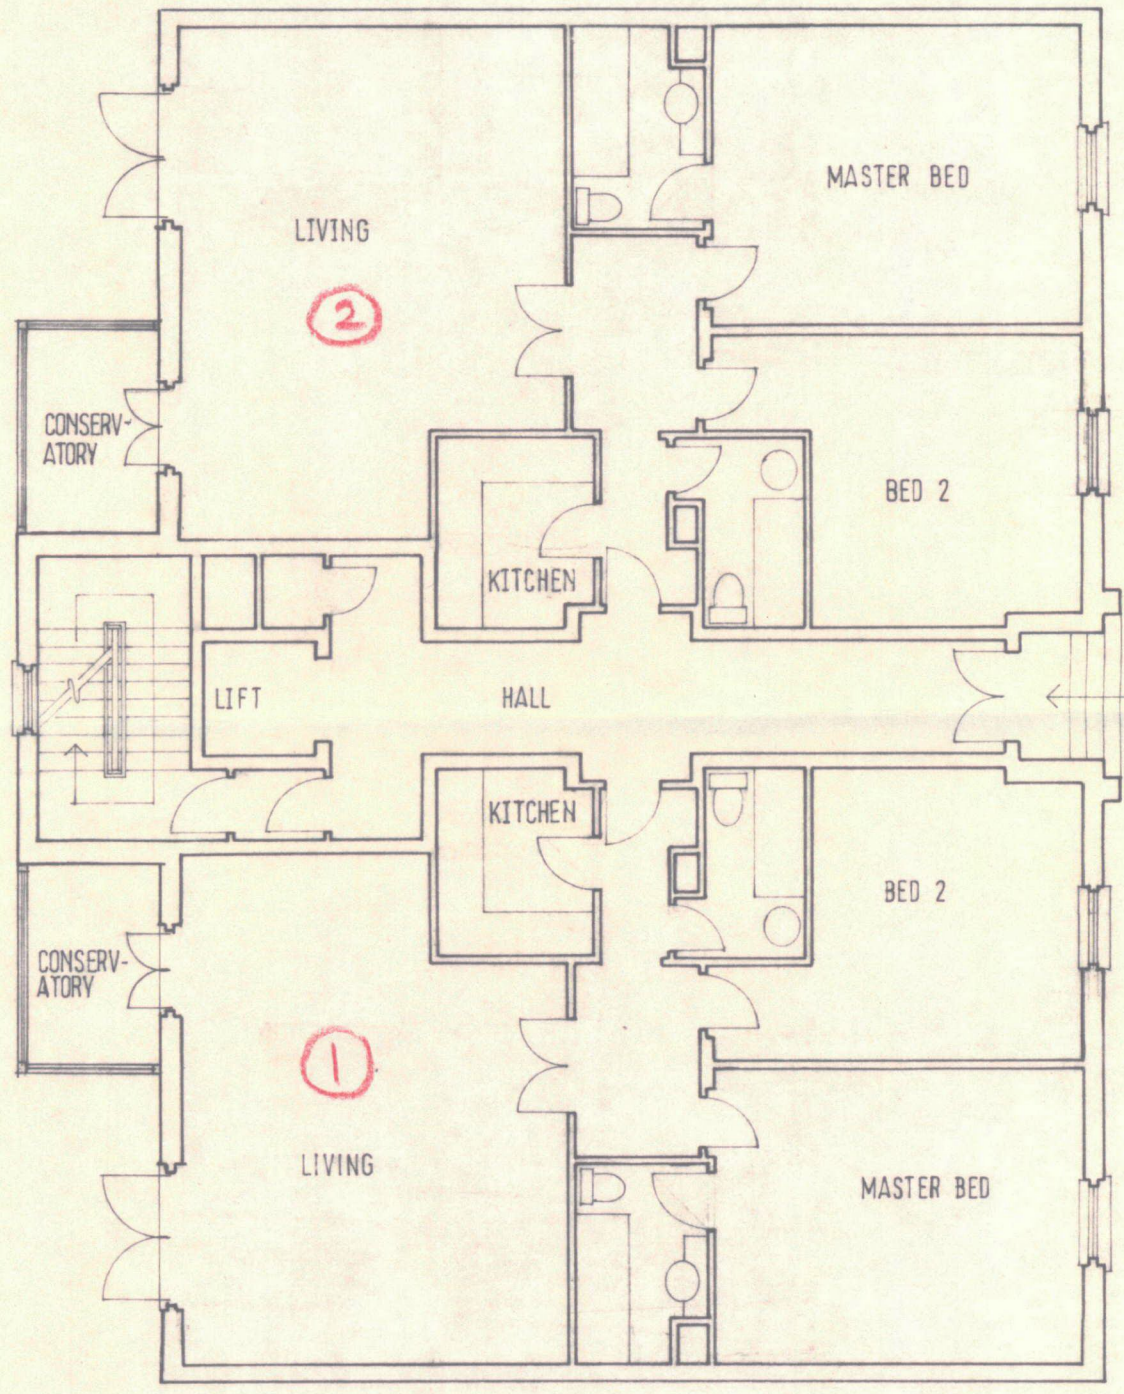 MASTER BED
LIVING
2
CONSERV-
ATORY
BED 2
KITCHEN
LIFT
HALL
KITCHEN
BED 2
CONSERV-
ATORY
1
LIVING
MASTER BED